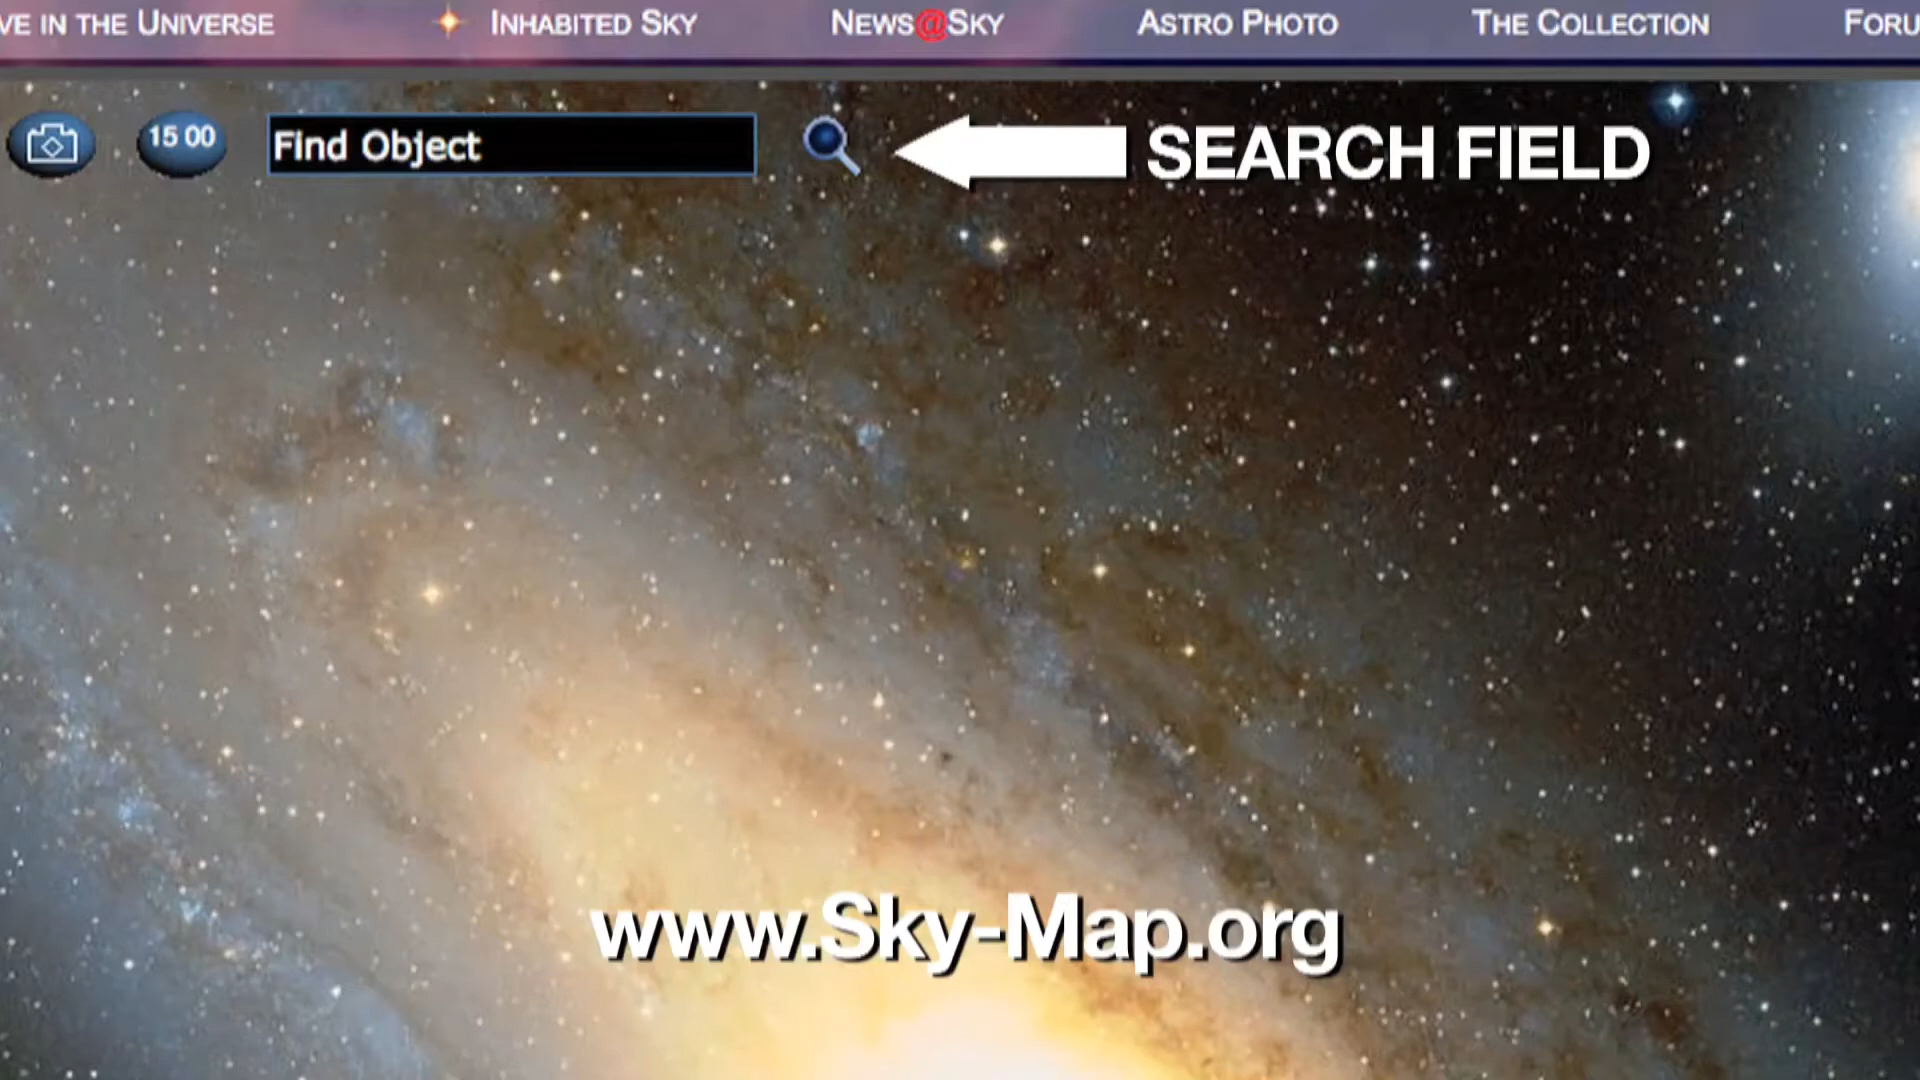 VE IN THE UNIVERSE INHABITED SKY NEWS@SKY ASTRO PHOTO THE COLLECTION FORU
15 00 Find Object SEARCH FIELD
www.Sky-Map.org